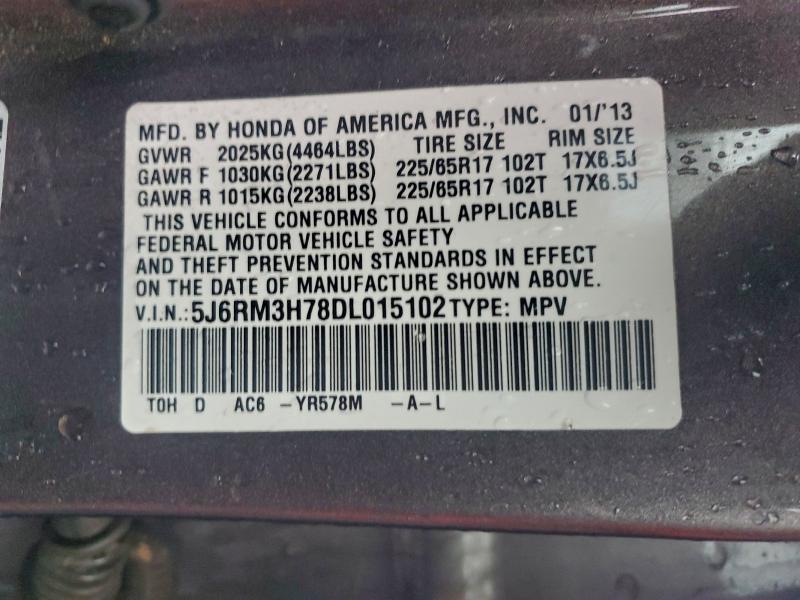 MFD. BY HONDA OF AMERICA MFG., INC. 01/'13
GVWR 2025KG(4464LBS) TIRE SIZE RIM SIZE
GAWR F 1030KG(2271LBS) 225/65R17 102T 17X6.5J
GAWR R 1015KG(2238LBS) 225/65R17 102T 17X6.5J
THIS VEHICLE CONFORMS TO ALL APPLICABLE
FEDERAL MOTOR VEHICLE SAFETY
AND THEFT PREVENTION STANDARDS IN EFFECT
ON THE DATE OF MANUFACTURE SHOWN ABOVE.
V.I.N.:5J6RM3H78DL015102 TYPE: MPV
TOH D AC6 -YR578M -A-L